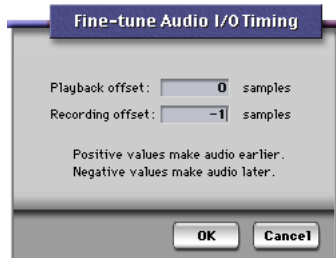 Fine-tune Audio I/O Timing
Playback offset: 0 samples
Recording offset: -1 samples
Positive values make audio earlier.
Negative values make audio later.
OK Cancel